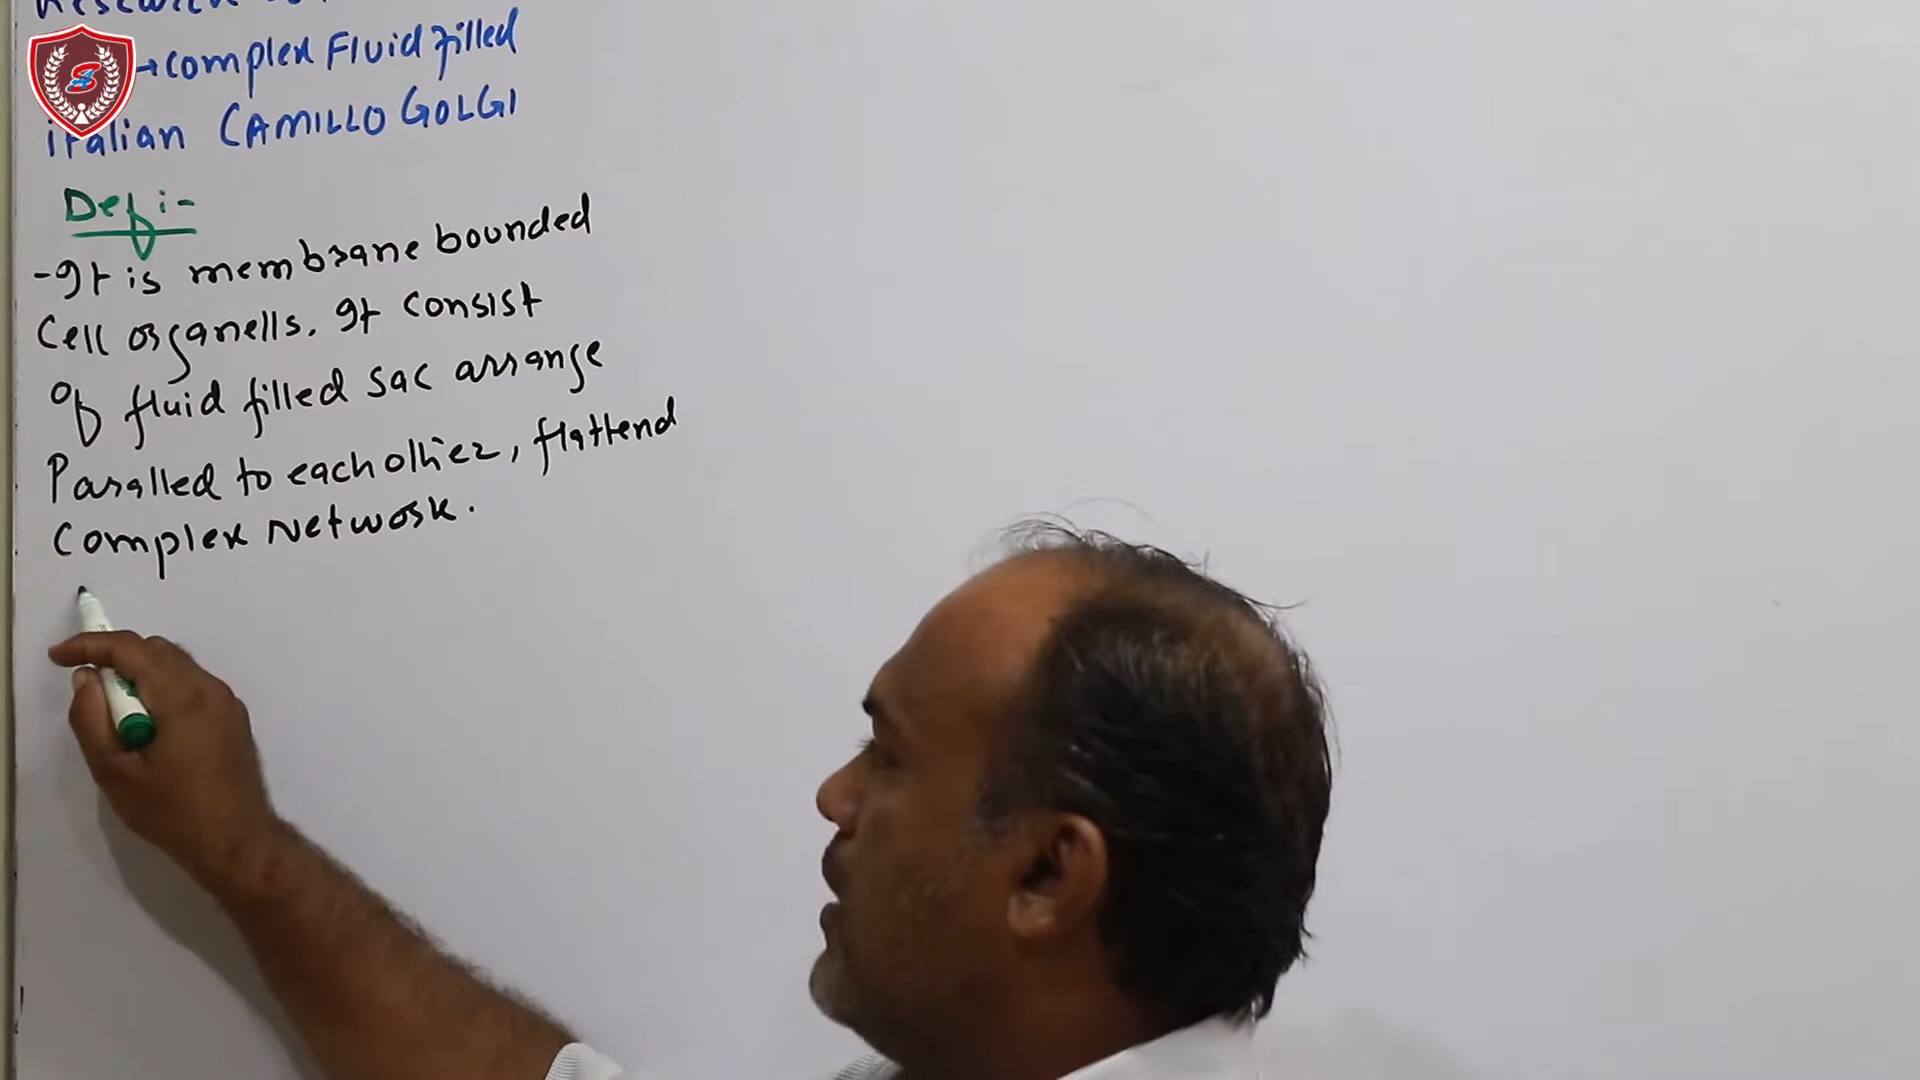 →complex Fluid filled
italian CAMILLO GOLGI
Defi-
-It is membrane bounded
Cell organells. It consist
of fluid filled sac arrange
Paralled to each other, flattend
Complex Network.